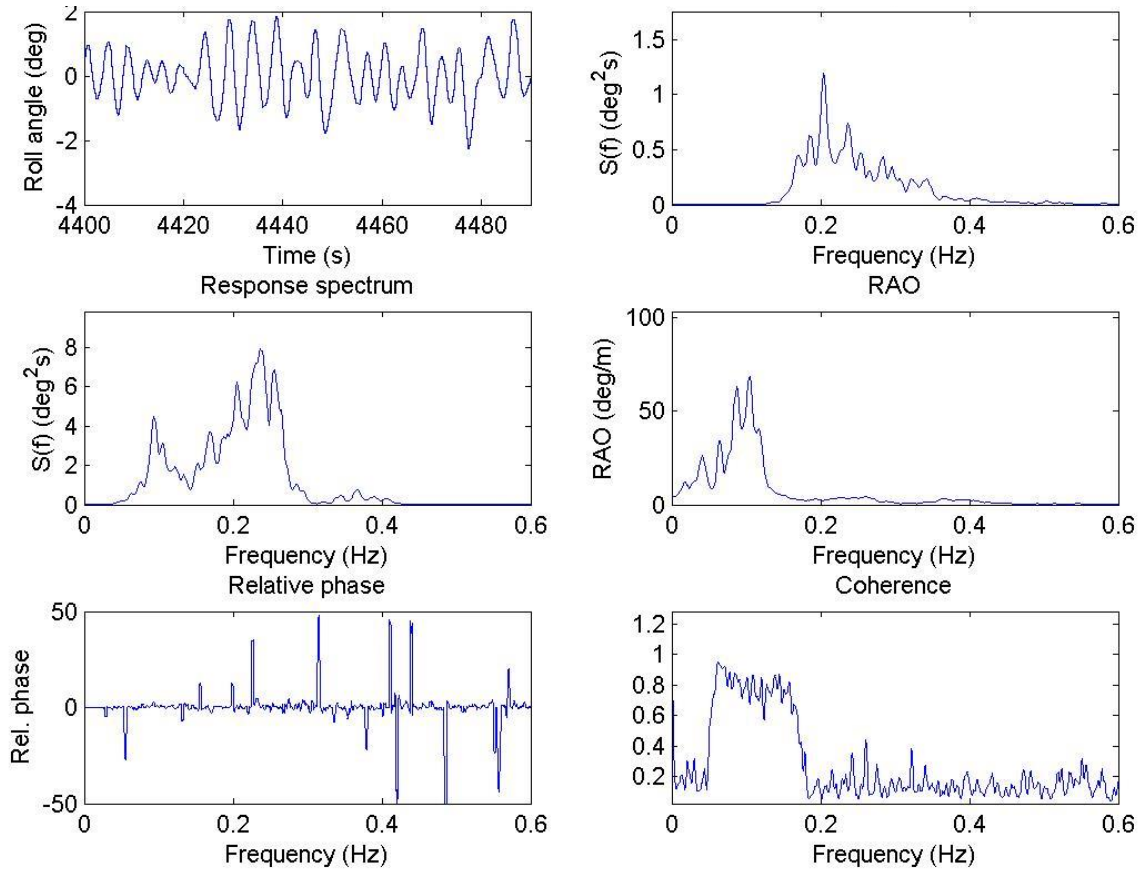 2
0
-2
-4
Roll angle (deg)
4400 4420 4440 4460 4480
Time (s)
1.5
1
0.5
0
S(f) (deg²s)
0 0.2 0.4 0.6
Frequency (Hz)
Response spectrum
8
6
4
2
0
S(f) (deg²s)
0 0.2 0.4 0.6
Frequency (Hz)
RAO
100
50
0
RAO (deg/m)
0 0.2 0.4 0.6
Frequency (Hz)
Relative phase
50
0
-50
Rel. phase
0 0.2 0.4 0.6
Frequency (Hz)
Coherence
1.2
1
0.8
0.6
0.4
0.2
0 0.2 0.4 0.6
Frequency (Hz)